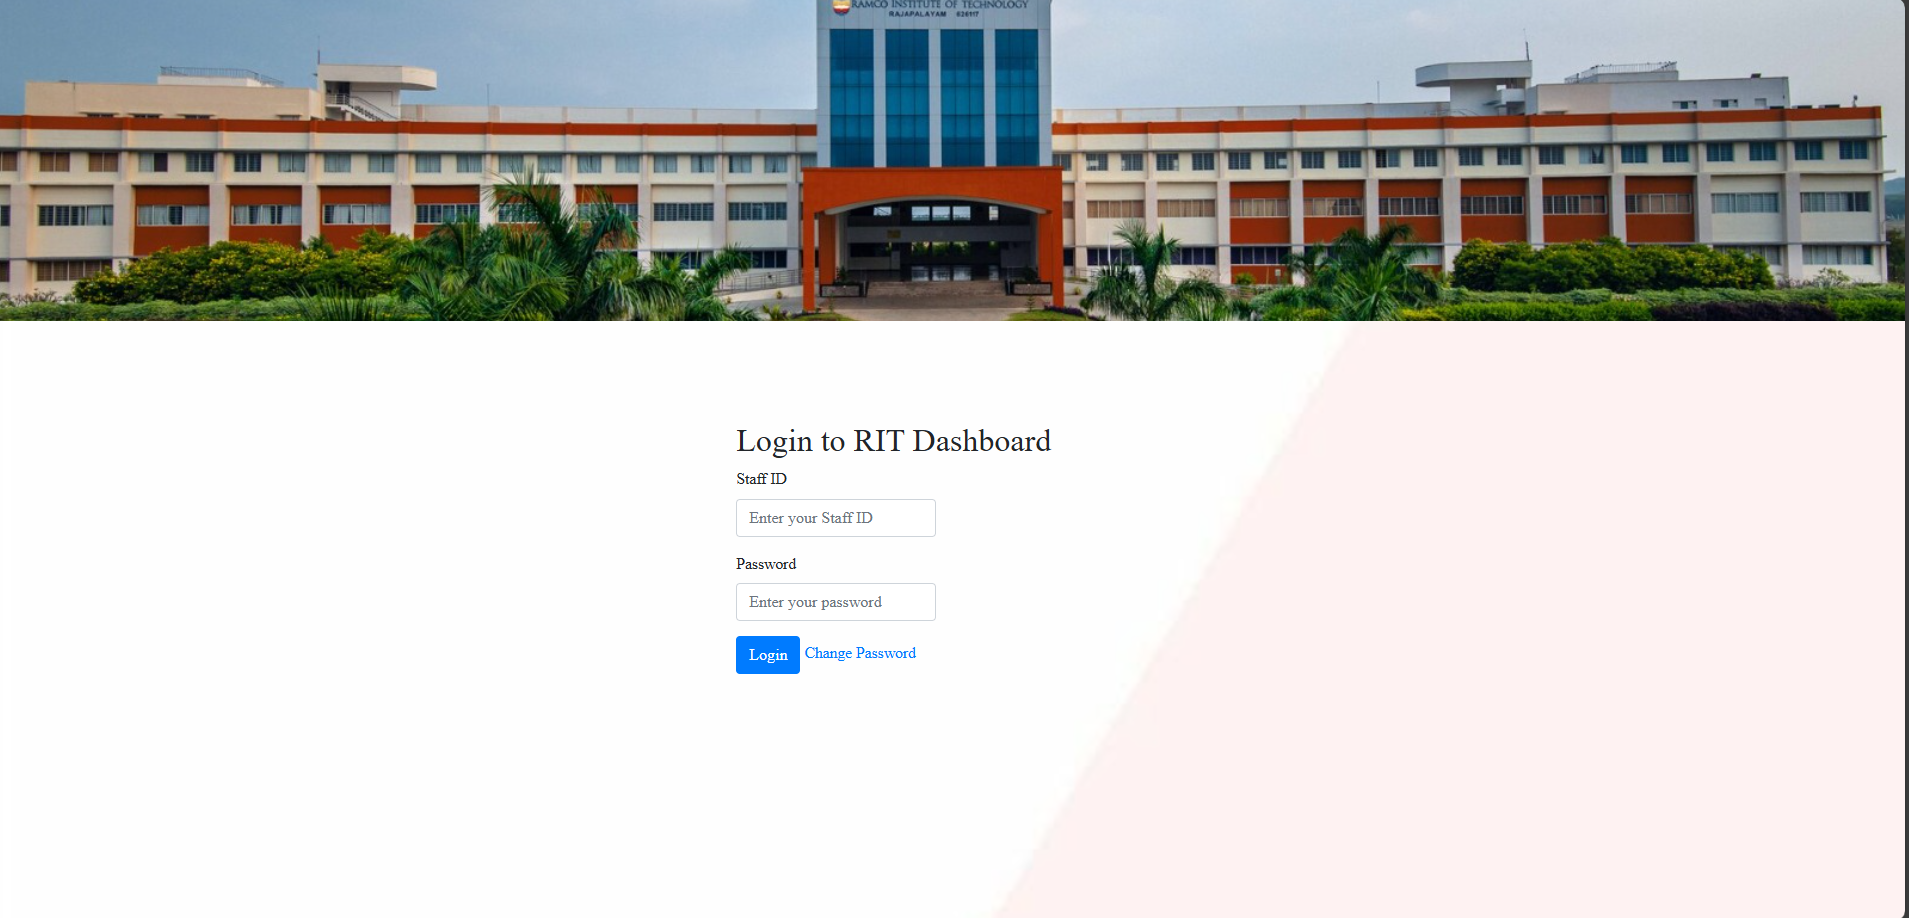 RAMCO INSTITUTE OF TECHNOLOGY
RAJAPALAYAM 626117
Login to RIT Dashboard
Staff ID
Enter your Staff ID
Password
Enter your password
Login Change Password